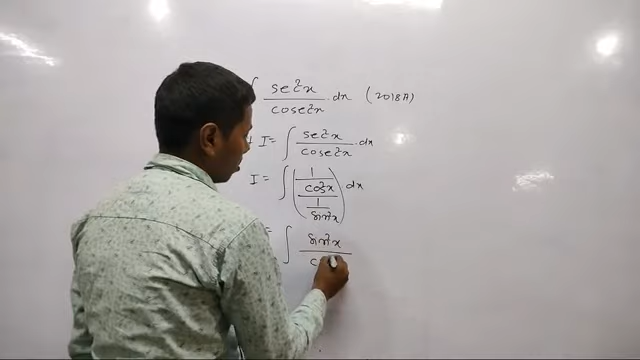 ∫ sec²x / cosec²x . dx (2018A)
I = ∫ sec²x / cosec²x . dx
I = ∫ ( 1/cos²x / 1/sin²x ) dx
= ∫ sin²x / c